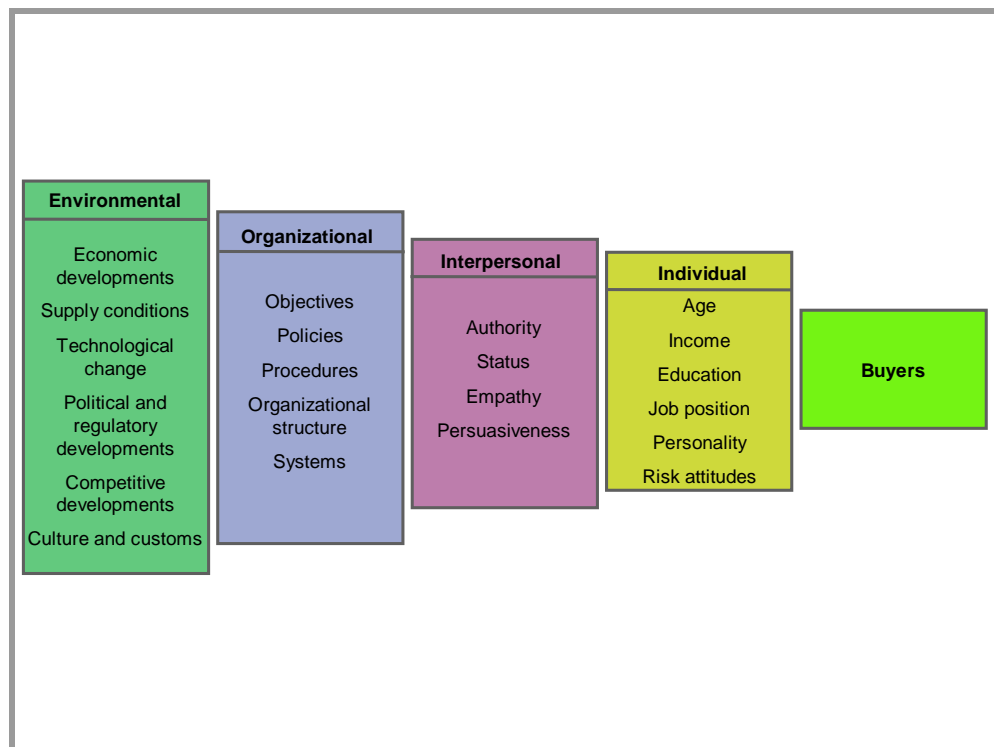 Environmental
Economic
developments
Supply conditions
Technological
change
Political and
regulatory
developments
Competitive
developments
Culture and customs
Organizational
Objectives
Policies
Procedures
Organizational
structure
Systems
Interpersonal
Authority
Status
Empathy
Persuasiveness
Individual
Age
Income
Education
Job position
Personality
Risk attitudes
Buyers